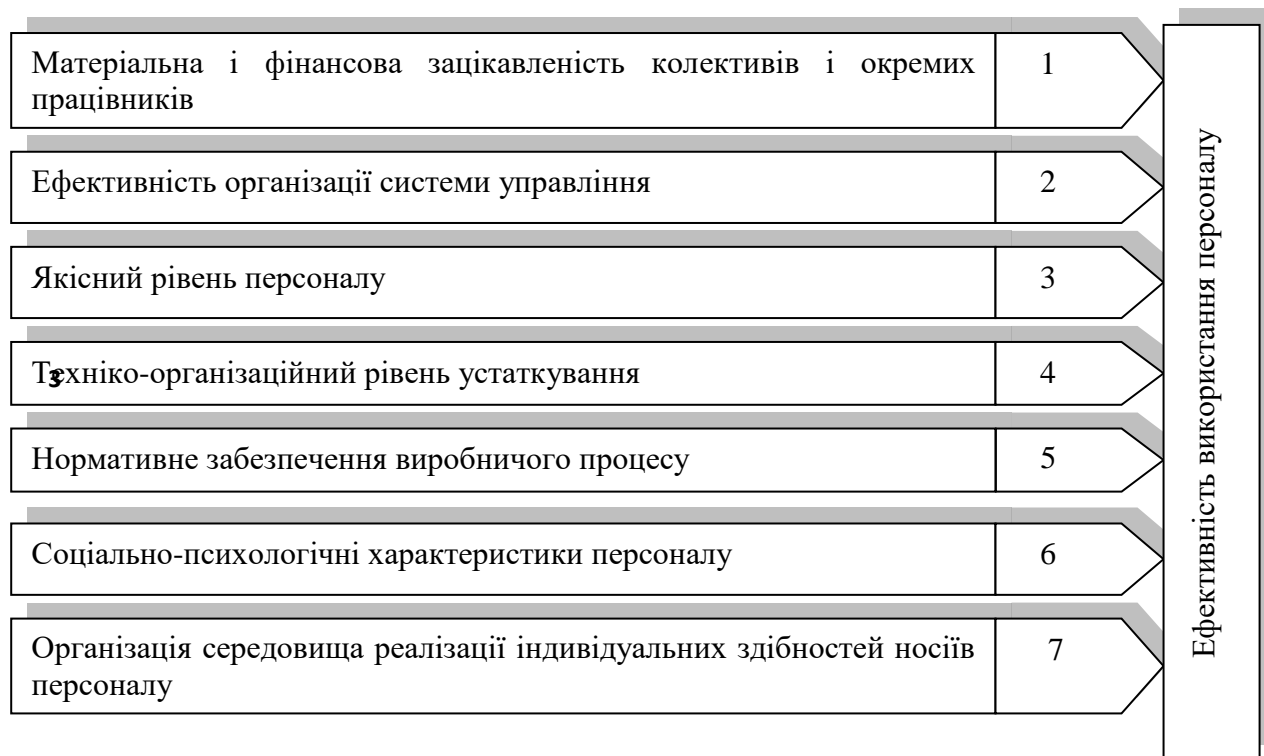 Матеріальна і фінансова зацікавленість колективів і окремих
працівників
1
Ефективність організації системи управління
2
Якісний рівень персоналу
3
Техніко-організаційний рівень устаткування
3
4
Нормативне забезпечення виробничого процесу
5
Соціально-психологічні характеристики персоналу
6
Організація середовища реалізації індивідуальних здібностей носіїв
персоналу
7
Ефективність використання персоналу